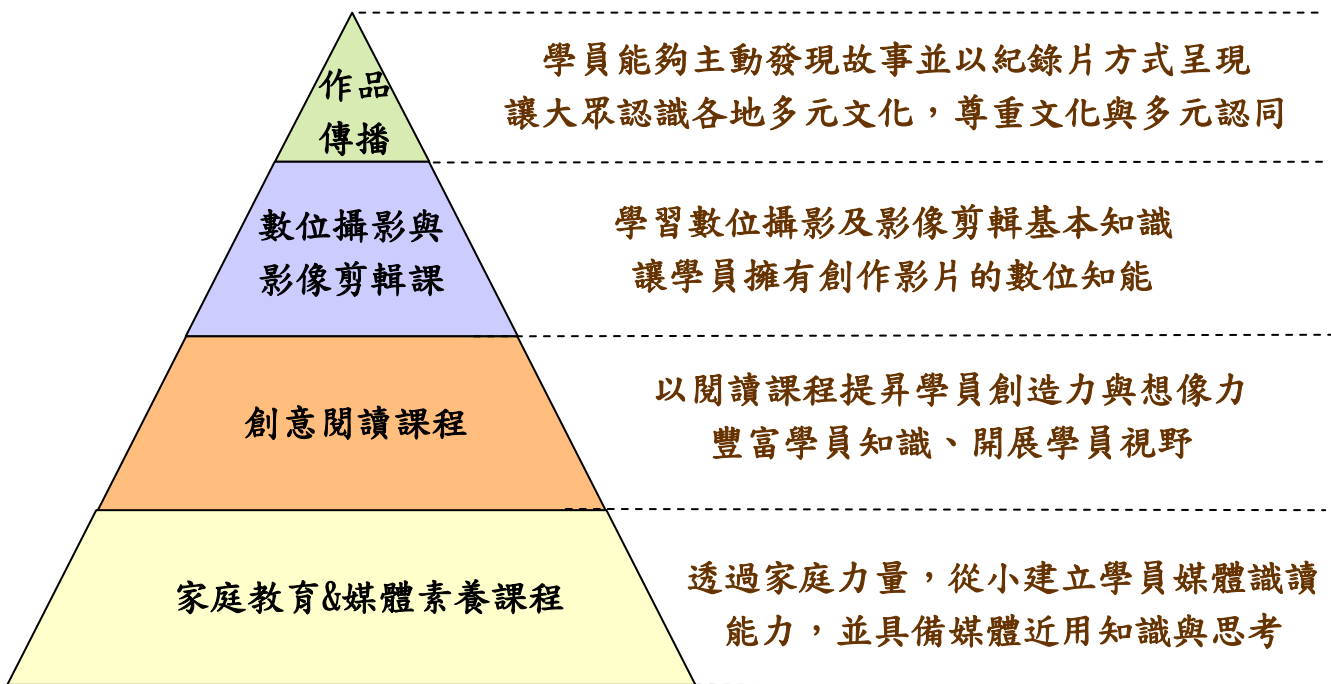 作品
傳播
學員能夠主動發現故事並以紀錄片方式呈現
讓大眾認識各地多元文化，尊重文化與多元認同
數位攝影與
影像剪輯課
學習數位攝影及影像剪輯基本知識
讓學員擁有創作影片的數位知能
創意閱讀課程
以閱讀課程提昇學員創造力與想像力
豐富學員知識、開展學員視野
家庭教育&媒體素養課程
透過家庭力量，從小建立學員媒體識讀
能力，並具備媒體近用知識與思考